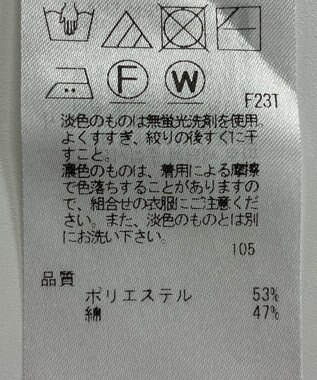 F W
F23T
淡色のものは無蛍光洗剤を使用。
よくすすぎ、絞りの後すぐに干
すこと。
濃色のものは、着用による摩擦
で色落ちすることがありますの
で、組合せの衣服にご注意くだ
さい。また、淡色のものとは別
にお洗い下さい。
105
品質
ポリエステル 53%
綿 47%